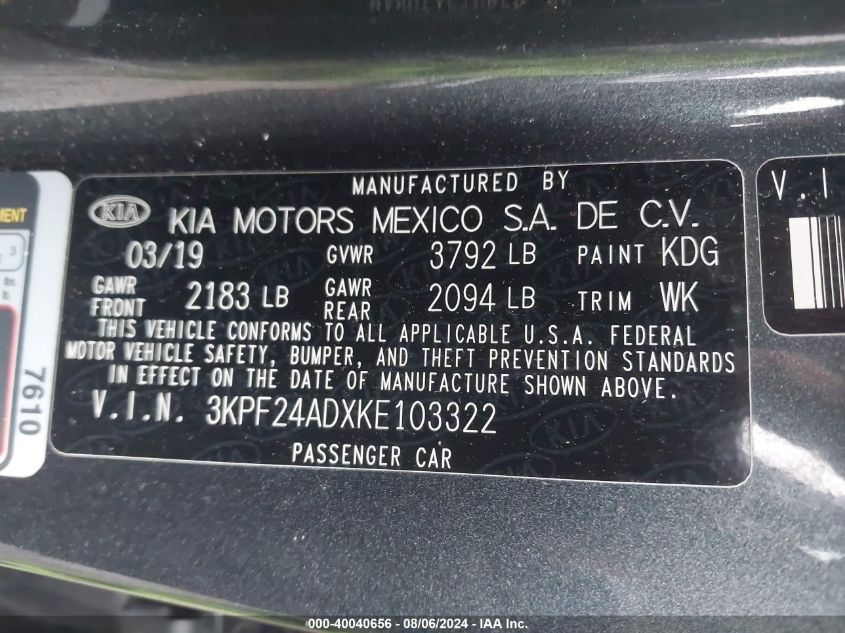 MANUFACTURED BY
KIA KIA MOTORS MEXICO S.A. DE C.V.
03/19 GVWR 3792 LB PAINT KDG
GAWR FRONT 2183 LB GAWR REAR 2094 LB TRIM WK
THIS VEHICLE CONFORMS TO ALL APPLICABLE U.S.A. FEDERAL
MOTOR VEHICLE SAFETY, BUMPER, AND THEFT PREVENTION STANDARDS
IN EFFECT ON THE DATE OF MANUFACTURE SHOWN ABOVE.
V.I.N. 3KPF24ADXKE103322
PASSENGER CAR
V.I
MENT
3
7610
000-40040656 - 08/06/2024 - IAA Inc.